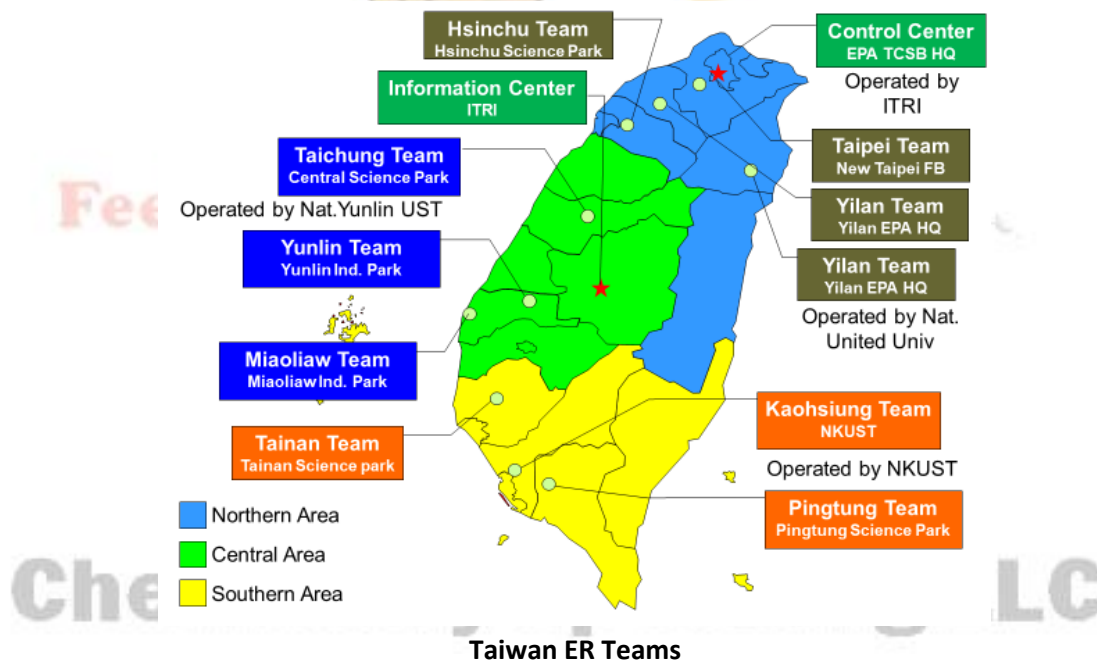 Hsinchu Team
Hsinchu Science Park
Control Center
EPA TCSB HQ
Operated by
ITRI
Information Center
ITRI
Taichung Team
Central Science Park
Operated by Nat.Yunlin UST
Taipei Team
New Taipei FB
Yilan Team
Yilan EPA HQ
Yunlin Team
Yunlin Ind. Park
Yilan Team
Yilan EPA HQ
Operated by Nat.
United Univ
Miaoliaw Team
Miaoliaw Ind. Park
Kaohsiung Team
NKUST
Tainan Team
Tainan Science park
Operated by NKUST
Pingtung Team
Pingtung Science Park
Northern Area
Central Area
Southern Area
Fee
Che
LC
Taiwan ER Teams